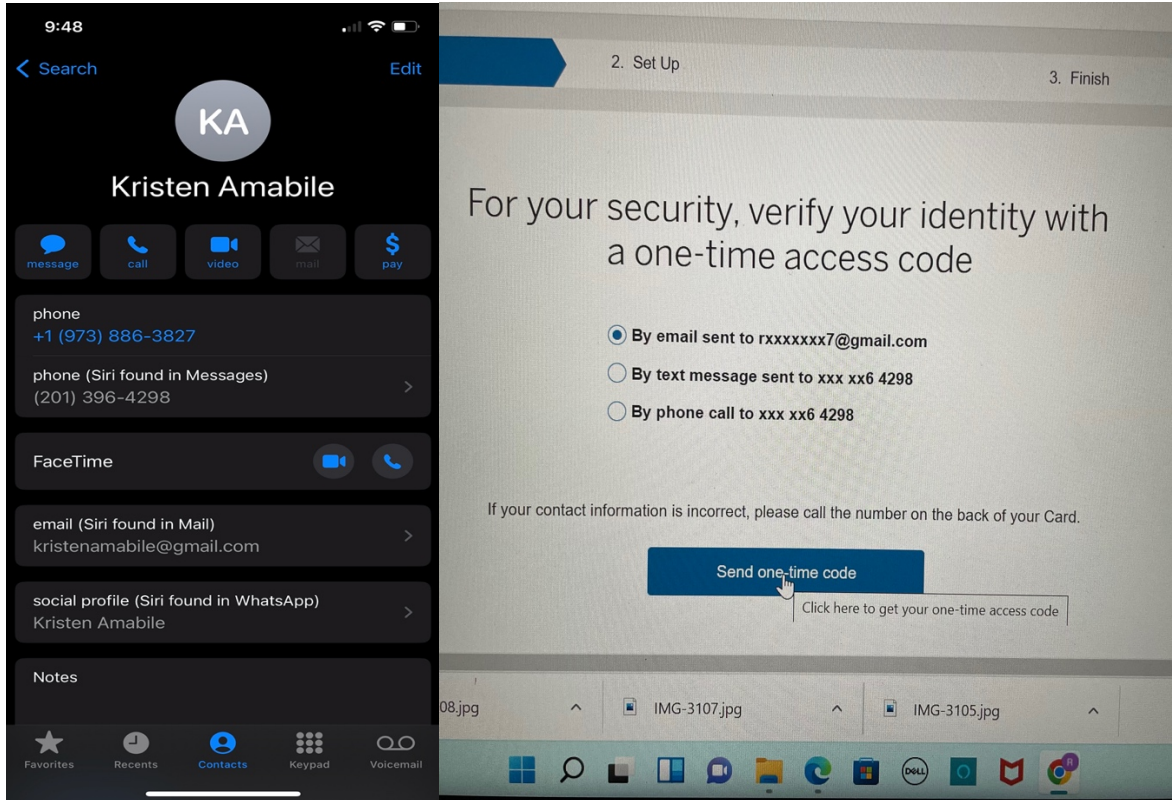 9:48
Search
Edit
KA
Kristen Amabile
message
call
video
mail
pay
phone
+1 (973) 886-3827
phone (Siri found in Messages)
(201) 396-4298
FaceTime
email (Siri found in Mail)
kristenamabile@gmail.com
social profile (Siri found in WhatsApp)
Kristen Amabile
Notes
Favorites
Recents
Contacts
Keypad
Voicemail
2. Set Up
3. Finish
For your security, verify your identity with
a one-time access code
By email sent to rxxxxxxx7@gmail.com
By text message sent to xxx xx6 4298
By phone call to xxx xx6 4298
If your contact information is incorrect, please call the number on the back of your Card.
Send one-time code
Click here to get your one-time access code
08.jpg
IMG-3107.jpg
IMG-3105.jpg
DELL
R